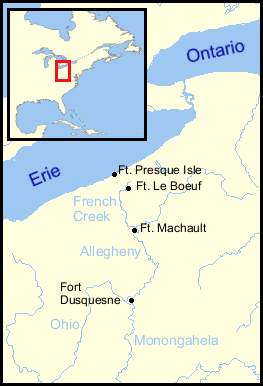 Ontario
Erie
Ft. Presque Isle
Ft. Le Boeuf
French
Creek
Ft. Machault
Allegheny
Fort
Dusquesne
Ohio
Monongahela